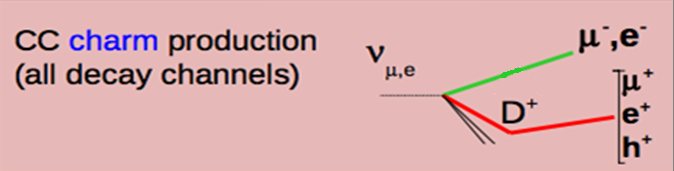 CC charm production
(all decay channels)
νμ,e
μ-,e-
D+
μ+
e+
h+